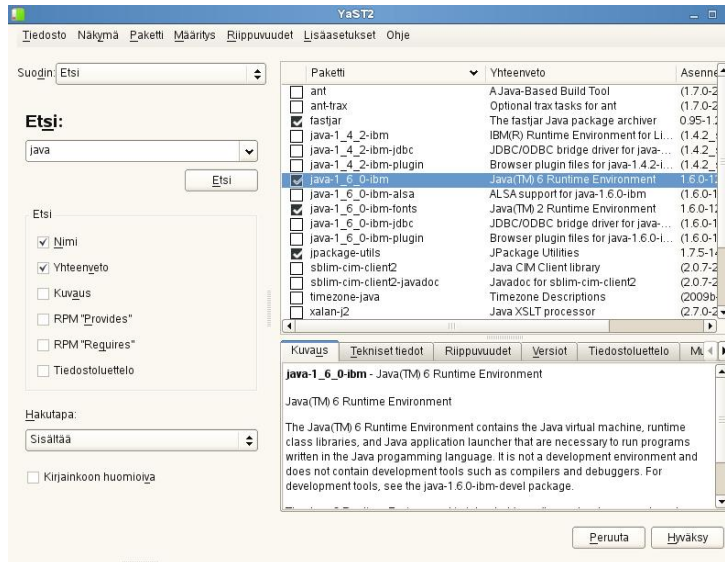 YaST2
Tiedosto Näkymä Paketti Määritys Riippuvuudet Lisäasetukset Ohje
Suodin: Etsi
Etsi:
java
Etsi
Etsi
Nimi
Yhteenveto
Kuvaus
RPM "Provides"
RPM "Requires"
Tiedostoluettelo
Hakutapa:
Sisältää
Kirjainkoon huomioiva
Paketti Yhteenveto Asenne
ant A Java-Based Build Tool (1.7.0-2
ant-trax Optional trax tasks for ant (1.7.0-2
fastjar The fastjar Java package archiver 0.95-1.2
java-1_4_2-ibm IBM(R) Runtime Environment for Li... (1.4.2_
java-1_4_2-ibm-jdbc JDBC/ODBC bridge driver for java-... (1.4.2_
java-1_4_2-ibm-plugin Browser plugin files for java-1.4.2-i... (1.4.2_
java-1_6_0-ibm Java(TM) 6 Runtime Environment 1.6.0-12
java-1_6_0-ibm-alsa ALSA support for java-1.6.0-ibm (1.6.0-1
java-1_6_0-ibm-fonts Java(TM) 2 Runtime Environment 1.6.0-12
java-1_6_0-ibm-jdbc JDBC/ODBC bridge driver for java-... (1.6.0-1
java-1_6_0-ibm-plugin Browser plugin files for java-1.6.0-i... (1.6.0-1
jpackage-utils JPackage Utilities 1.7.5-14
sblim-cim-client2 Java CIM Client library (2.0.7-2
sblim-cim-client2-javadoc Javadoc for sblim-cim-client2 (2.0.7-2
timezone-java Timezone Descriptions (2009b-
xalan-j2 Java XSLT processor (2.7.0-2
Kuvaus Tekniset tiedot Riippuvuudet Versiot Tiedostoluettelo Mu
java-1_6_0-ibm - Java(TM) 6 Runtime Environment
Java(TM) 6 Runtime Environment
The Java(TM) 6 Runtime Environment contains the Java virtual machine, runtime
class libraries, and Java application launcher that are necessary to run programs
written in the Java progamming language. It is not a development environment and
does not contain development tools such as compilers and debuggers. For
development tools, see the java-1.6.0-ibm-devel package.
Peruuta Hyväksy